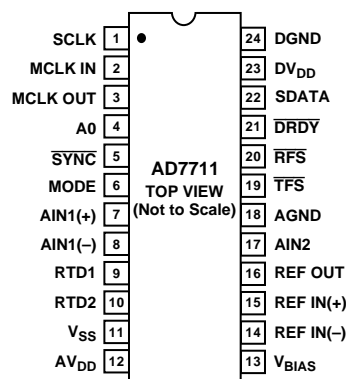 SCLK 1 24 DGND
MCLK IN 2 23 DVDD
MCLK OUT 3 22 SDATA
A0 4 21 DRDY
SYNC 5 20 RFS
MODE 6 19 TFS
AIN1(+) 7 18 AGND
AIN1(–) 8 17 AIN2
RTD1 9 16 REF OUT
RTD2 10 15 REF IN(+)
VSS 11 14 REF IN(–)
AVDD 12 13 VBIAS
AD7711
TOP VIEW
(Not to Scale)